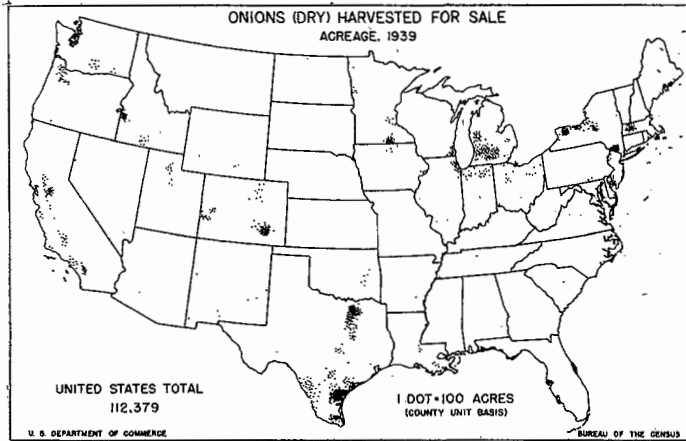 ONIONS (DRY) HARVESTED FOR SALE
ACREAGE, 1939
UNITED STATES TOTAL
112,379
1 DOT=100 ACRES
(COUNTY UNIT BASIS)
U. S. DEPARTMENT OF COMMERCE
BUREAU OF THE CENSUS